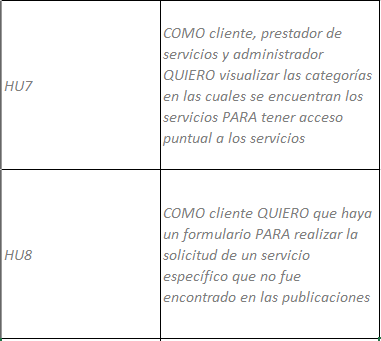 HU7
COMO cliente, prestador de
servicios y administrador
QUIERO visualizar las categorías
en las cuales se encuentran los
servicios PARA tener acceso
puntual a los servicios
HU8
COMO cliente QUIERO que haya
un formulario PARA realizar la
solicitud de un servicio
específico que no fue
encontrado en las publicaciones